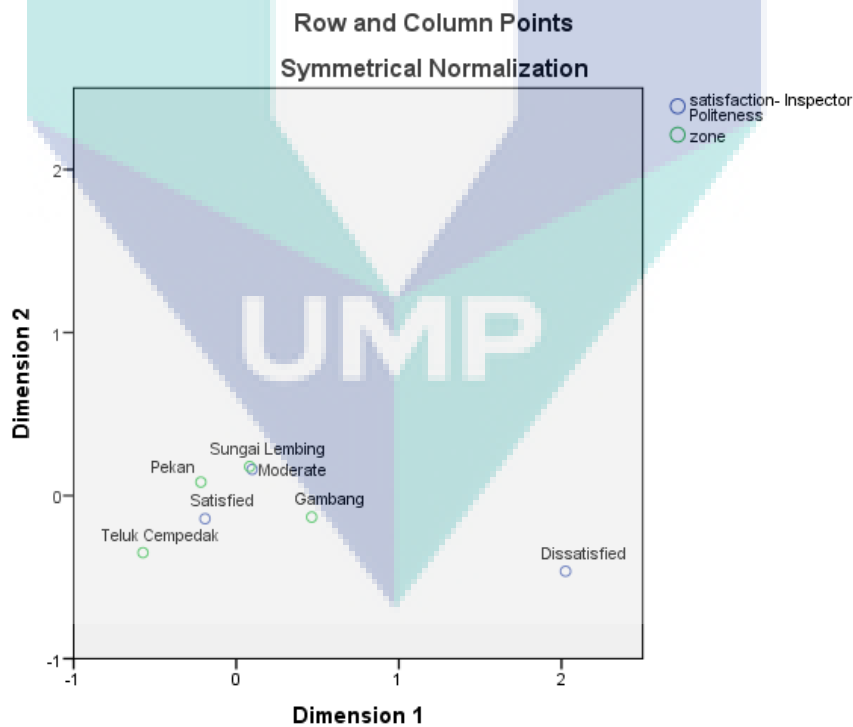 Row and Column Points
Symmetrical Normalization
satisfaction- Inspector
Politeness
zone
2
1
0
-1
Dimension 2
UMP
Sungai Lembing
Moderate
Pekan
Satisfied
Gambang
Teluk Cempedak
Dissatisfied
-1
0
1
2
Dimension 1